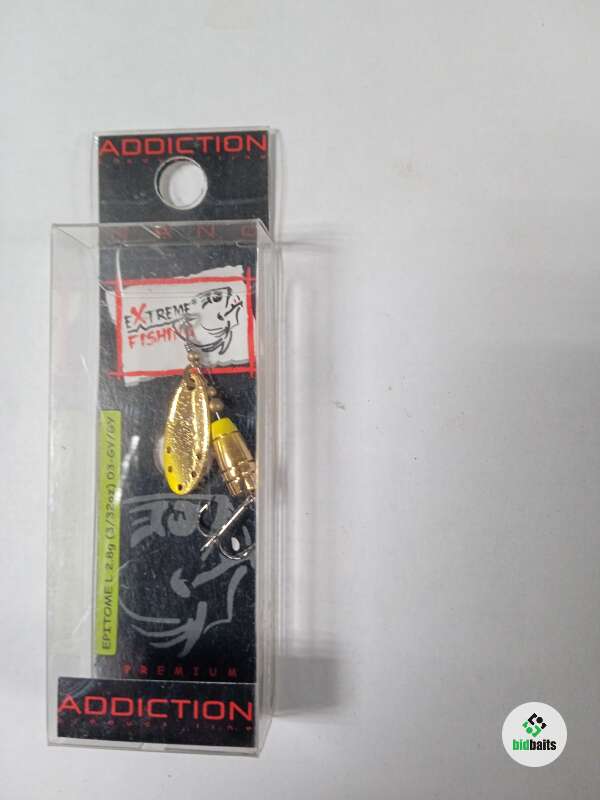 ADDICTION
NANO
EXTREME®
FISHING
EPITOME L 2.8g (3/32oz) 03-GY/GY
PREMIUM
ADDICTION
bidbaits